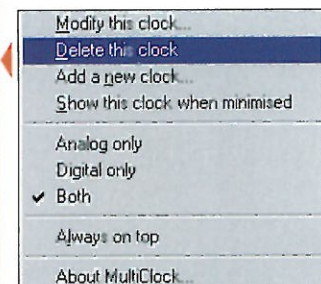 Modify this clock...
Delete this clock
Add a new clock...
Show this clock when minimised
Analog only
Digital only
Both
Always on top
About MultiClock...